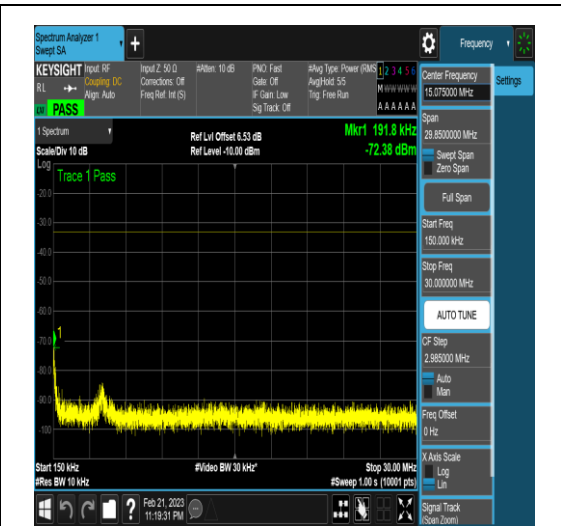 Spectrum Analyzer 1
Swept SA
Frequency
KEYSIGHT
RL
PASS
Input: RF
Coupling: DC
Align: Auto
Input Z: 50 Ω
Corrections: Off
Freq Ref: Int (S)
#Atten: 10 dB
PNO: Fast
Gate: Off
IF Gain: Low
Sig Track: Off
#Avg Type: Power (RMS
Avg|Hold: 5/5
Trig: Free Run
1 2 3 4 5 6
M W W W W W
A A A A A A
1 Spectrum
Scale/Div 10 dB
Ref Lvl Offset 6.53 dB
Ref Level -10.00 dBm
Mkr1 191.8 kHz
-72.38 dBm
Log
Trace 1 Pass
-20.0
-30.0
-40.0
-50.0
-60.0
-70.0
1
-80.0
-90.0
-100
Start 150 kHz
#Res BW 10 kHz
#Video BW 30 kHz*
Stop 30.00 MHz
#Sweep 1.00 s (10001 pts)
Feb 21, 2023
11:19:31 PM
Center Frequency
15.075000 MHz
Settings
Span
29.8500000 MHz
Swept Span
Zero Span
Full Span
Start Freq
150.000 kHz
Stop Freq
30.000000 MHz
AUTO TUNE
CF Step
2.985000 MHz
Auto
Man
Freq Offset
0 Hz
X Axis Scale
Log
Lin
Signal Track
(Span Zoom)